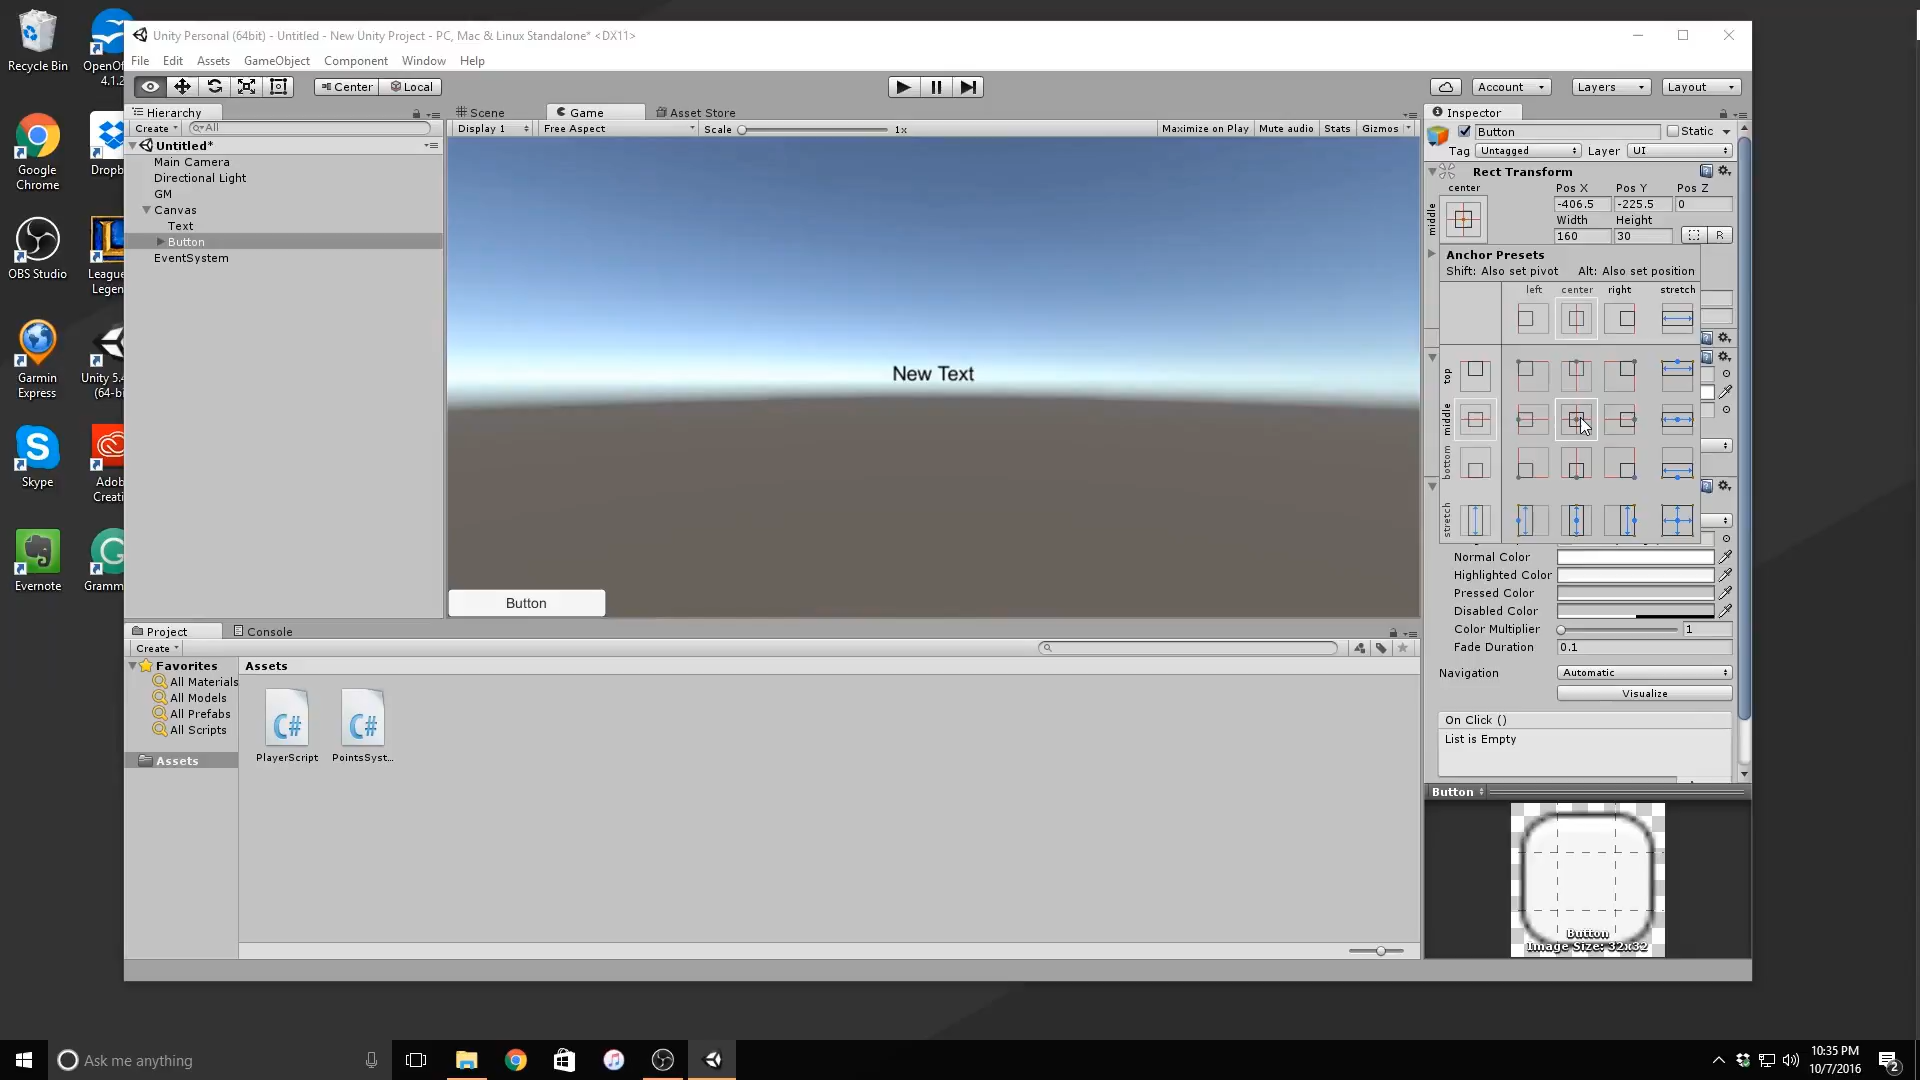 Recycle Bin
OpenOf
4.1.2
Google
Chrome
Dropb
OBS Studio
League
Legen
Garmin
Express
Unity 5.4
(64-bi
Skype
Adob
Creati
Evernote
Gramm
Unity Personal (64bit) - Untitled - New Unity Project - PC, Mac & Linux Standalone* <DX11>
File Edit Assets GameObject Component Window Help
Center Local
Account Layers Layout
Hierarchy
Create All
Untitled*
Main Camera
Directional Light
GM
Canvas
Text
Button
EventSystem
Scene Game Asset Store
Display 1 Free Aspect Scale 1x Maximize on Play Mute audio Stats Gizmos
New Text
Button
Inspector
Button Static
Tag Untagged Layer UI
Rect Transform
center Pos X Pos Y Pos Z
middle -406.5 -225.5 0
Width Height
160 30 R
Anchor Presets
Shift: Also set pivot Alt: Also set position
left center right stretch
top
middle
bottom
stretch
Normal Color
Highlighted Color
Pressed Color
Disabled Color
Color Multiplier 1
Fade Duration 0.1
Navigation Automatic
Visualize
On Click ()
List is Empty
Button
Button
Image Size: 32x32
Project Console
Create
Favorites
All Materials
All Models
All Prefabs
All Scripts
Assets
Assets
C# C#
PlayerScript PointsSyst...
Ask me anything
10:35 PM
10/7/2016
2